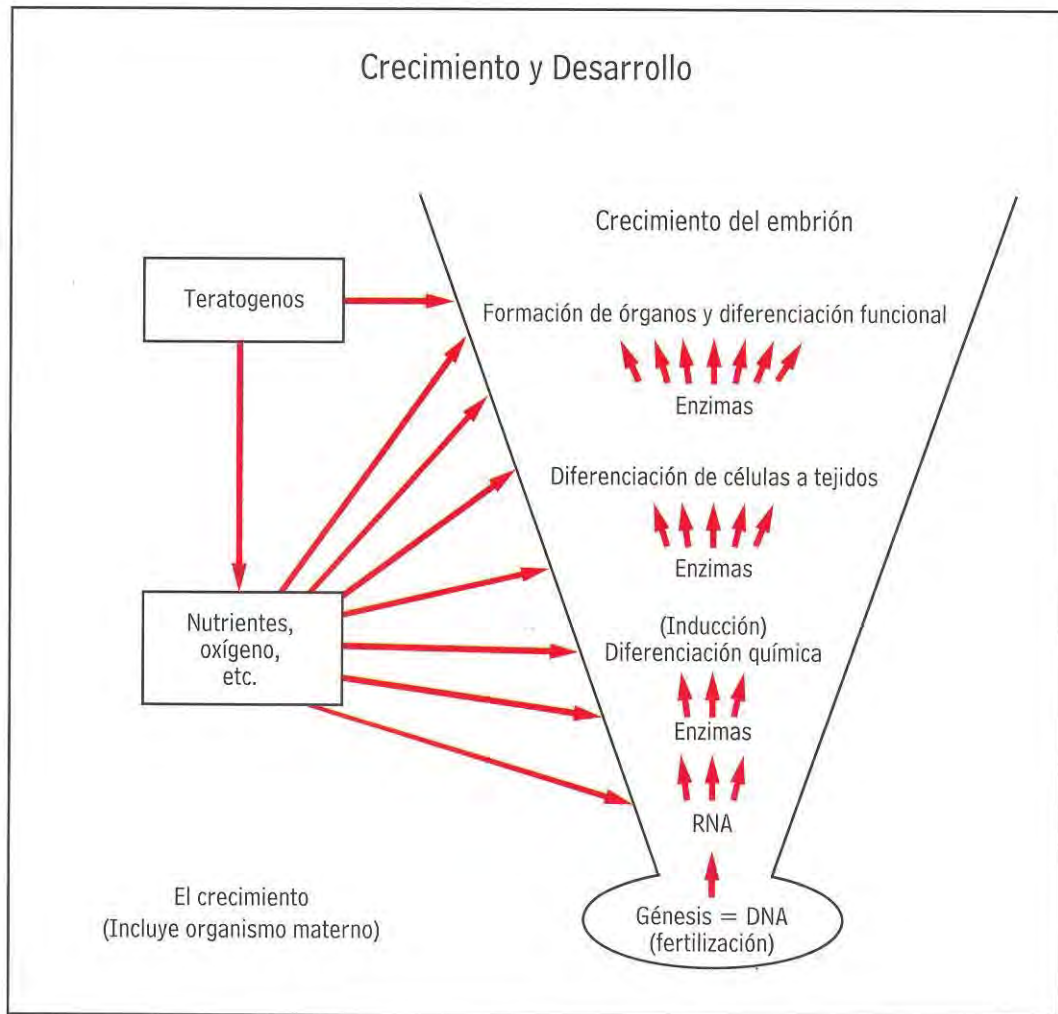 Crecimiento y Desarrollo
Crecimiento del embrión
Teratogenos
Formación de órganos y diferenciación funcional
Enzimas
Diferenciación de células a tejidos
Enzimas
Nutrientes,
oxígeno,
etc.
(Inducción)
Diferenciación química
Enzimas
RNA
El crecimiento
(Incluye organismo materno)
Génesis = DNA
(fertilización)